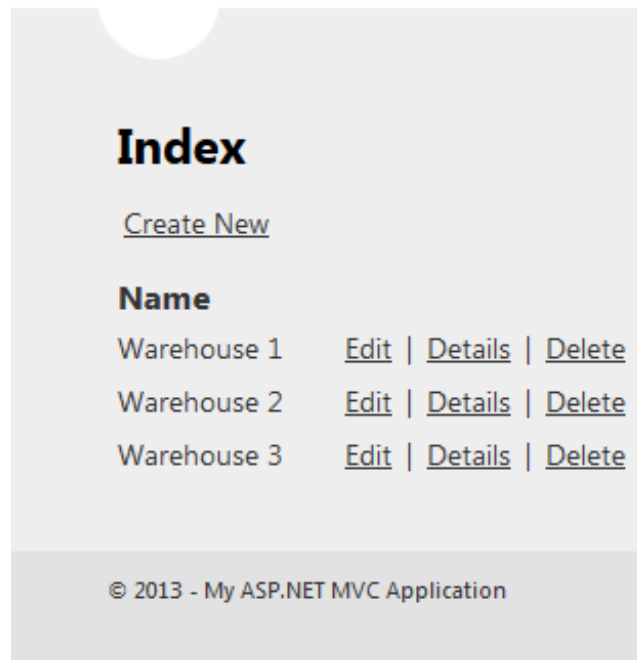 Index
Create New
Name
Warehouse 1 Edit | Details | Delete
Warehouse 2 Edit | Details | Delete
Warehouse 3 Edit | Details | Delete
© 2013 - My ASP.NET MVC Application